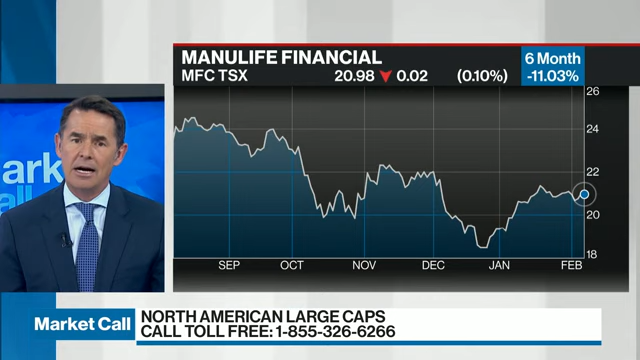 MANULIFE FINANCIAL
MFC TSX 20.98 0.02 (0.10%)
6 Month
-11.03%
26
24
22
20
18
SEP OCT NOV DEC JAN FEB
ark
all
Market Call
NORTH AMERICAN LARGE CAPS
CALL TOLL FREE: 1-855-326-6266